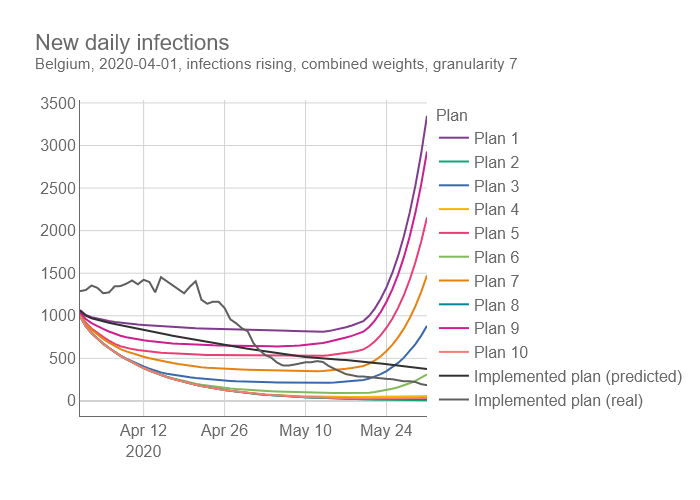 New daily infections
Belgium, 2020-04-01, infections rising, combined weights, granularity 7
3500
3000
2500
2000
1500
1000
500
0
Apr 12
2020
Apr 26
May 10
May 24
Plan
Plan 1
Plan 2
Plan 3
Plan 4
Plan 5
Plan 6
Plan 7
Plan 8
Plan 9
Plan 10
Implemented plan (predicted)
Implemented plan (real)